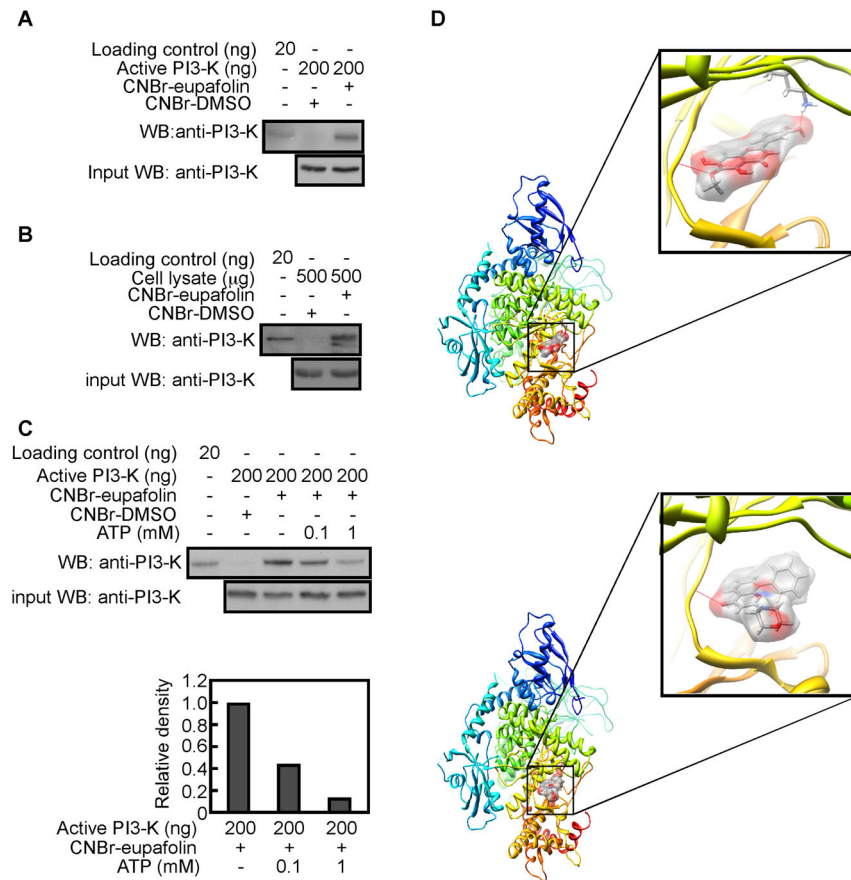 A
Loading control (ng) 20 - -
Active PI3-K (ng) - 200 200
CNBr-eupafolin - - +
CNBr-DMSO - + -
WB:anti-PI3-K
Input WB: anti-PI3-K
B
Loading control (ng) 20 - -
Cell lysate (μg) - 500 500
CNBr-eupafolin - - +
CNBr-DMSO - + -
WB: anti-PI3-K
input WB: anti-PI3-K
C
Loading control (ng) 20 - - - -
Active PI3-K (ng) - 200 200 200 200
CNBr-eupafolin - - + + +
CNBr-DMSO - + - - -
ATP (mM) - - - 0.1 1
WB: anti-PI3-K
input WB: anti-PI3-K
Relative density
1.2
1.0
0.8
0.6
0.4
0.2
0
Active PI3-K (ng) 200 200 200
CNBr-eupafolin + + +
ATP (mM) - 0.1 1
D